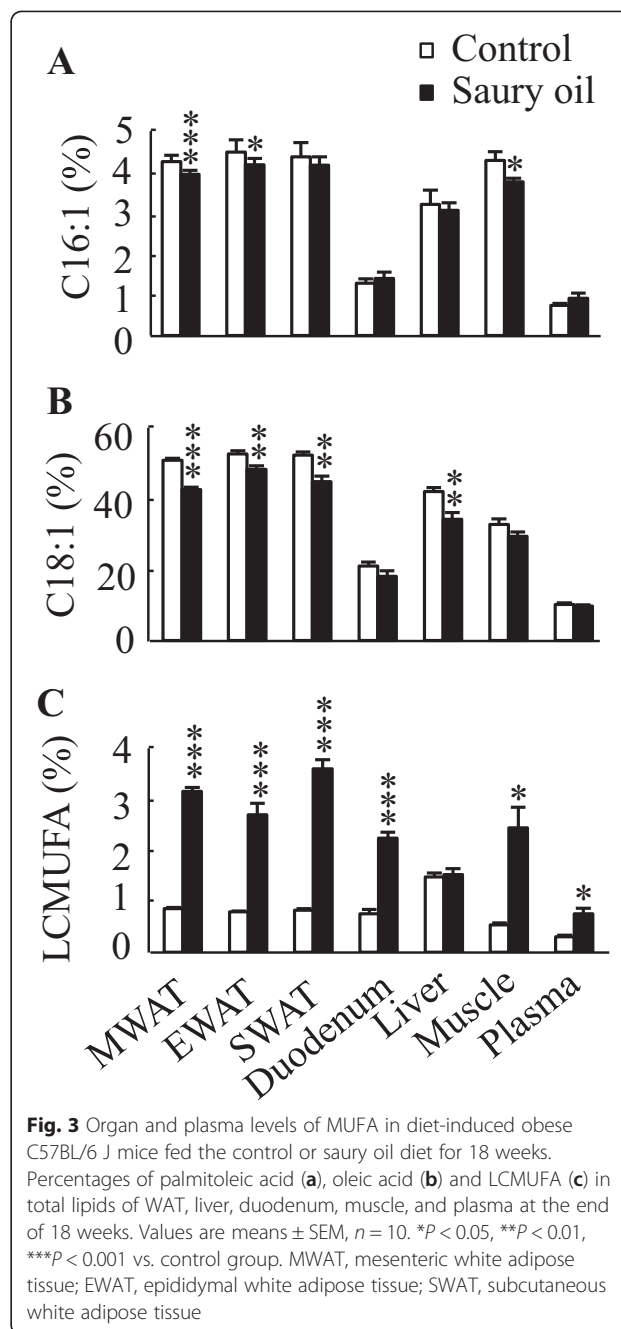 A
□ Control
■ Saury oil
C16:1 (%)
5
4
3
2
1
0
***
*
*
B
C18:1 (%)
60
40
20
0
***
**
**
**
C
LCMUFA (%)
4
3
2
1
0
***
***
***
***
*
*
MWAT
EWAT
SWAT
Duodenum
Liver
Muscle
Plasma
Fig. 3 Organ and plasma levels of MUFA in diet-induced obese
C57BL/6 J mice fed the control or saury oil diet for 18 weeks.
Percentages of palmitoleic acid (a), oleic acid (b) and LCMUFA (c) in
total lipids of WAT, liver, duodenum, muscle, and plasma at the end
of 18 weeks. Values are means ± SEM, n = 10. *P < 0.05, **P < 0.01,
***P < 0.001 vs. control group. MWAT, mesenteric white adipose
tissue; EWAT, epididymal white adipose tissue; SWAT, subcutaneous
white adipose tissue